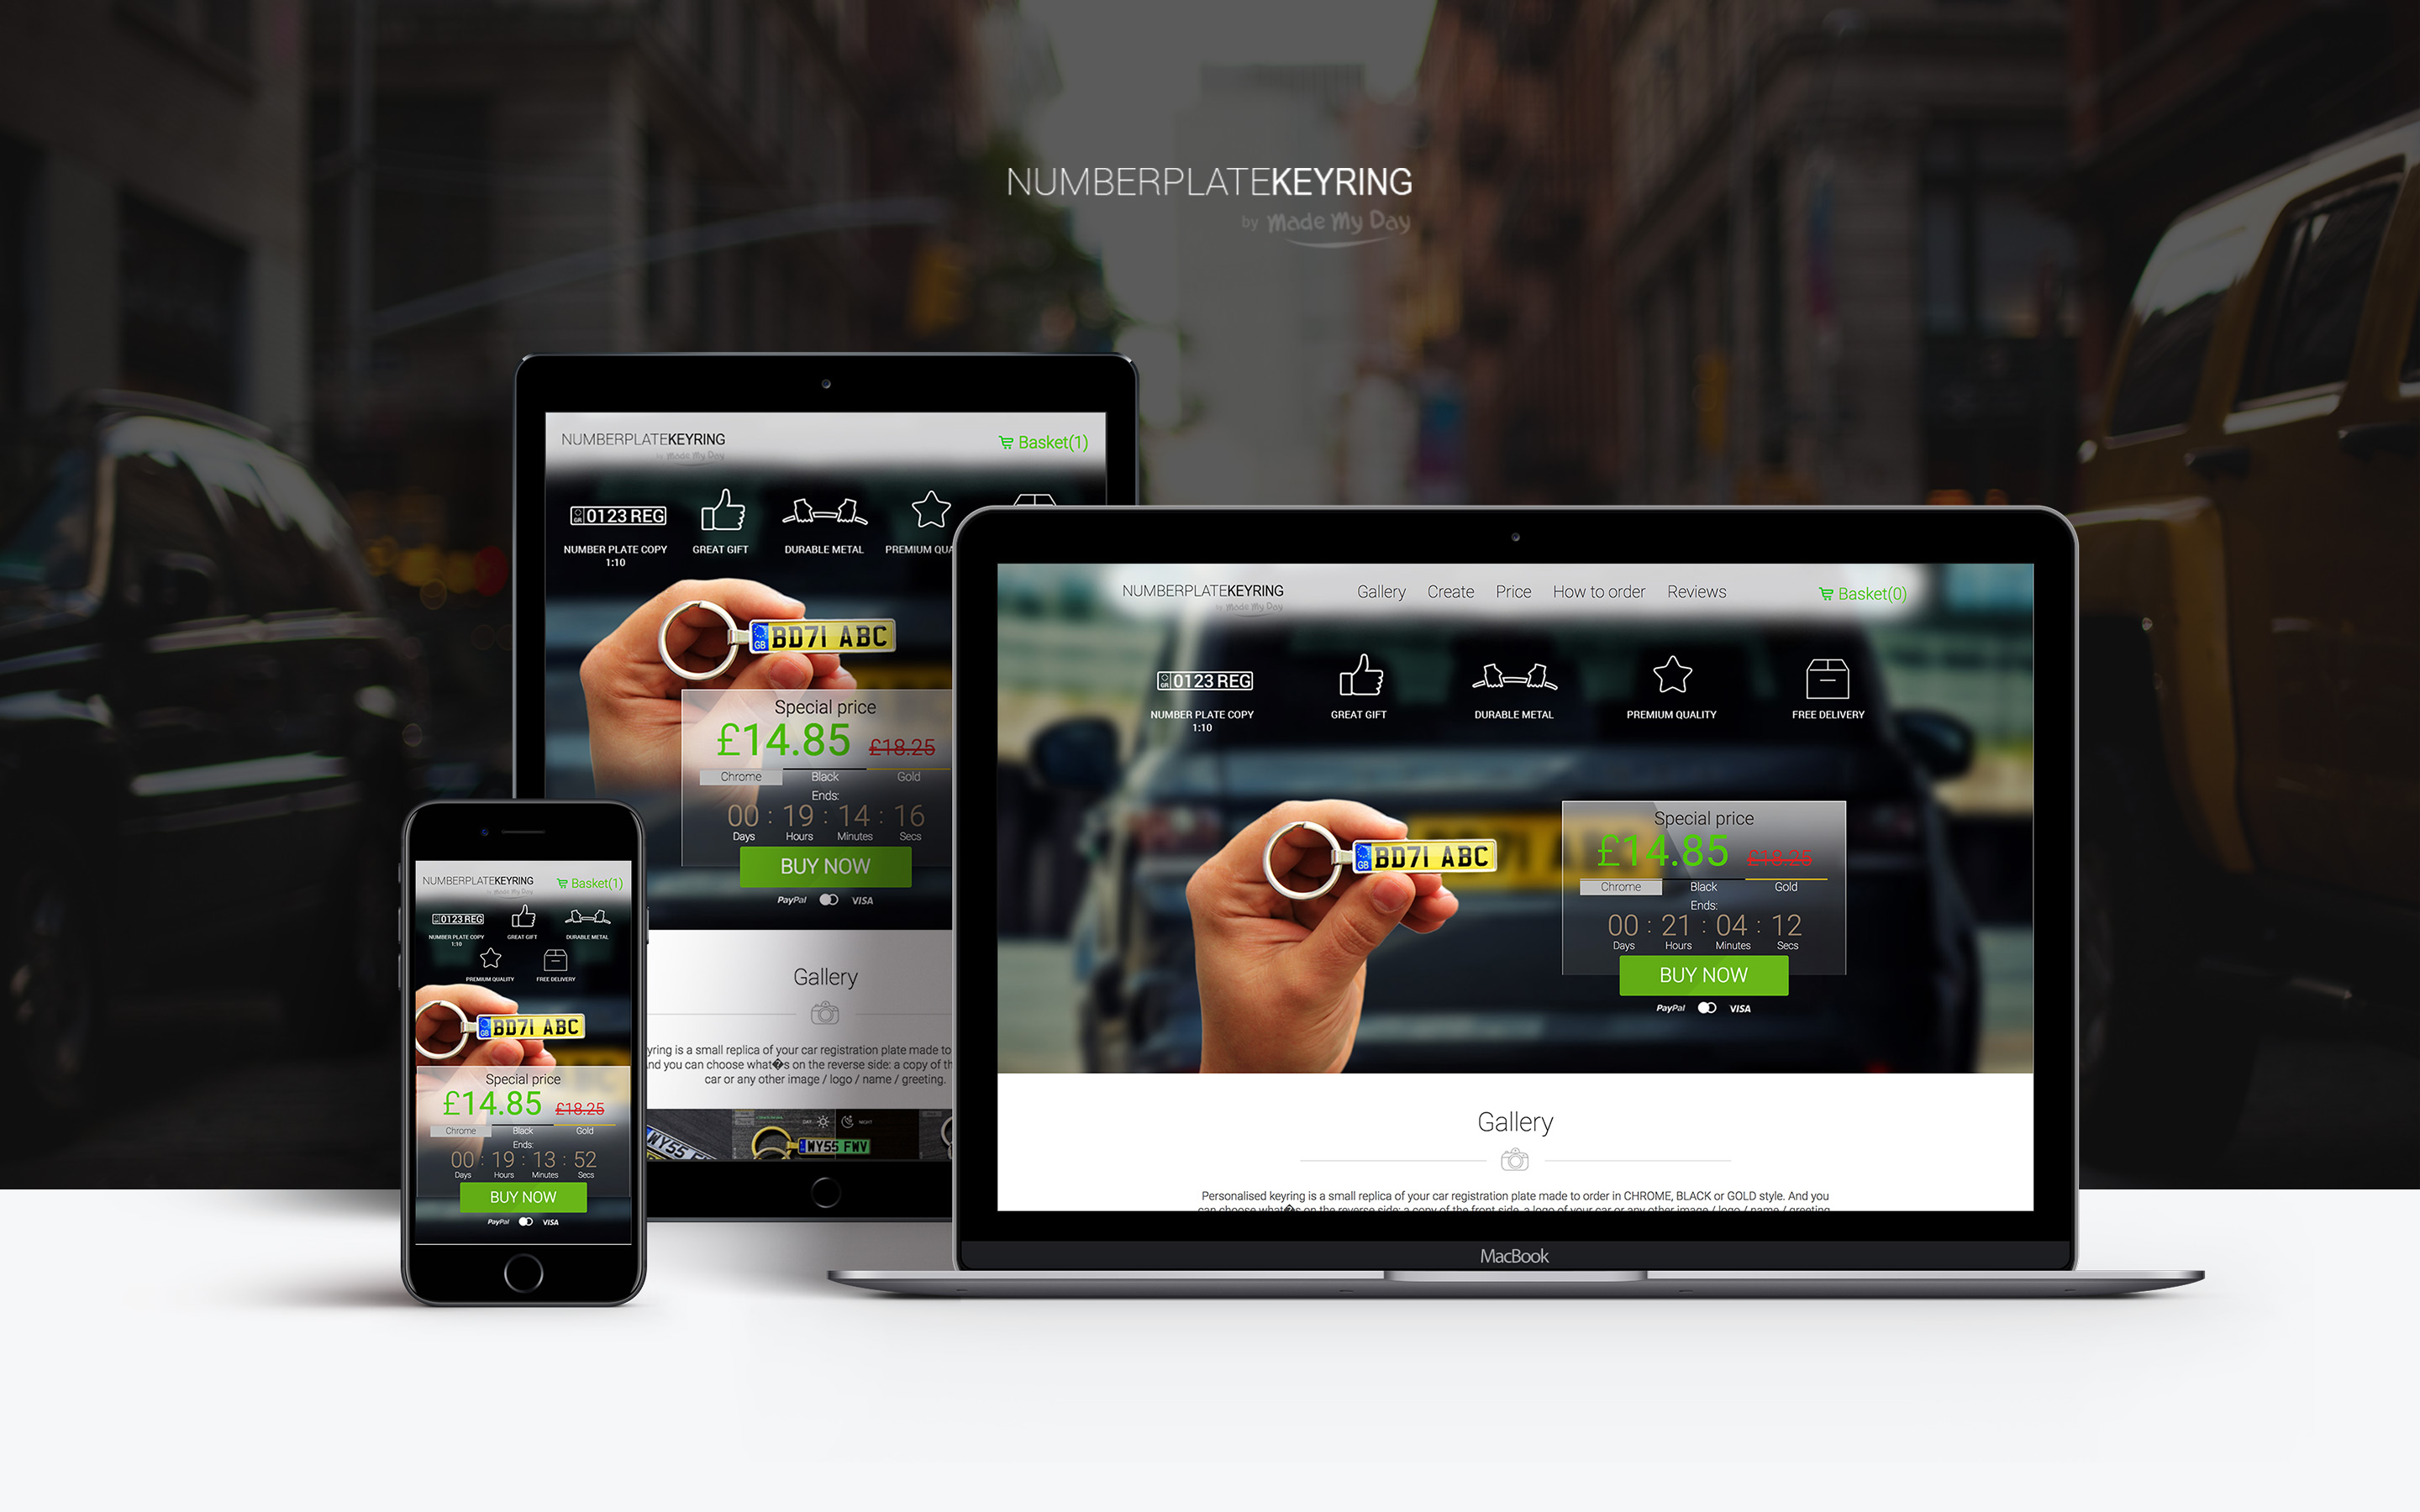 NUMBERPLATEKEYRING
by Made My Day
NUMBERPLATEKEYRING
by Made My Day
Basket(1)
GB 0123 REG
NUMBER PLATE COPY
1:10
GREAT GIFT
DURABLE METAL
PREMIUM QUA
GB BD71 ABC
Special price
£14.85 £18.25
Chrome Black Gold
Ends:
00 : 19 : 14 : 16
Days Hours Minutes Secs
BUY NOW
PayPal VISA
Gallery
yring is a small replica of your car registration plate made to
nd you can choose what�s on the reverse side: a copy of th
car or any other image / logo / name / greeting.
WY55 FWV
NIGHT
WY55 FWV
NUMBERPLATEKEYRING
by Made My Day
Gallery Create Price How to order Reviews
Basket(0)
0123 REG
NUMBER PLATE COPY
1:10
GREAT GIFT
DURABLE METAL
PREMIUM QUALITY
FREE DELIVERY
GB BD71 ABC
Special price
£14.85 £18.25
Chrome Black Gold
Ends:
00 : 21 : 04 : 12
Days Hours Minutes Secs
BUY NOW
PayPal VISA
Gallery
Personalised keyring is a small replica of your car registration plate made to order in CHROME, BLACK or GOLD style. And you
can choose what�s on the reverse side: a copy of the front side, a logo of your car or any other image / logo / name / greeting
MacBook
NUMBERPLATEKEYRING
by Made My Day
Basket(1)
0123 REG
NUMBER PLATE COPY
1:10
GREAT GIFT
DURABLE METAL
PREMIUM QUALITY
FREE DELIVERY
GB BD71 ABC
Special price
£14.85 £18.25
Chrome Black Gold
Ends:
00 : 19 : 13 : 52
Days Hours Minutes Secs
BUY NOW
PayPal VISA